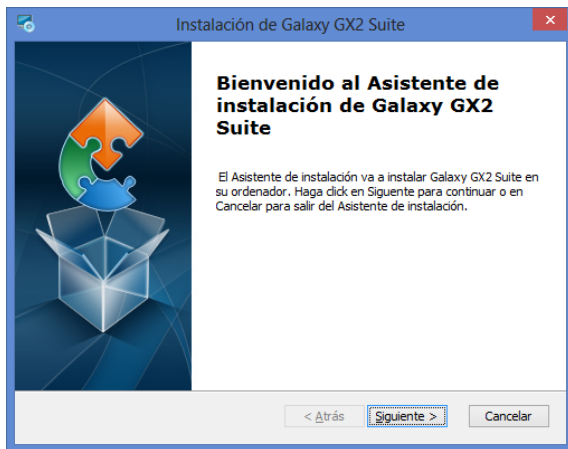 Instalación de Galaxy GX2 Suite
Bienvenido al Asistente de
instalación de Galaxy GX2
Suite
El Asistente de instalación va a instalar Galaxy GX2 Suite en
su ordenador. Haga click en Siguente para continuar o en
Cancelar para salir del Asistente de instalación.
< Atrás Siguiente > Cancelar